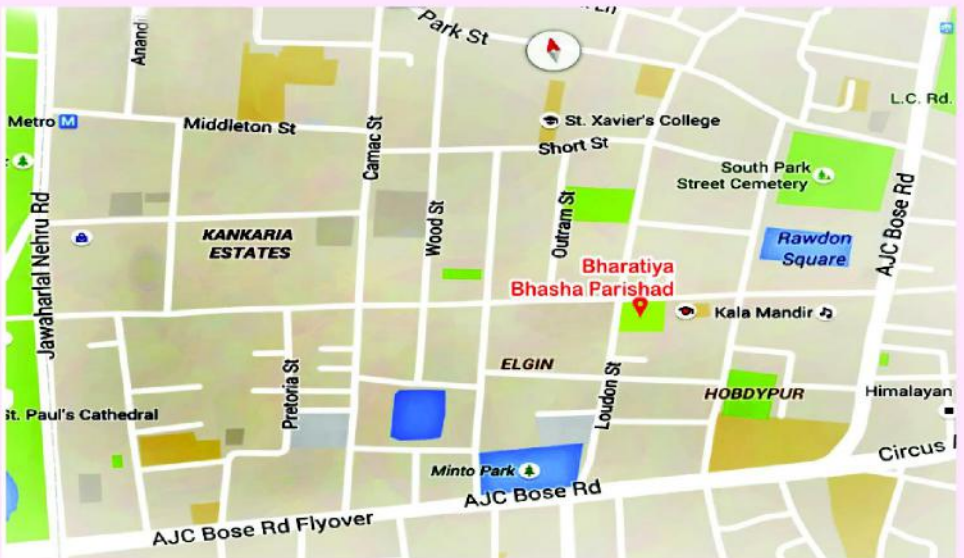 Park St
Ln
Anandi
L.C. Rd.
Metro M
Middleton St
St. Xavier's College
Camac St
Short St
South Park
Street Cemetery
AJC Bose Rd
Jawaharlal Nehru Rd
KANKARIA
ESTATES
Wood St
Outram St
Rawdon
Square
Bharatiya
Bhasha Parishad
Kala Mandir
ELGIN
Pretoria St
Loudon St
HOBDYPUR
Himalayan
St. Paul's Cathedral
Circus
Minto Park
AJC Bose Rd
AJC Bose Rd Flyover